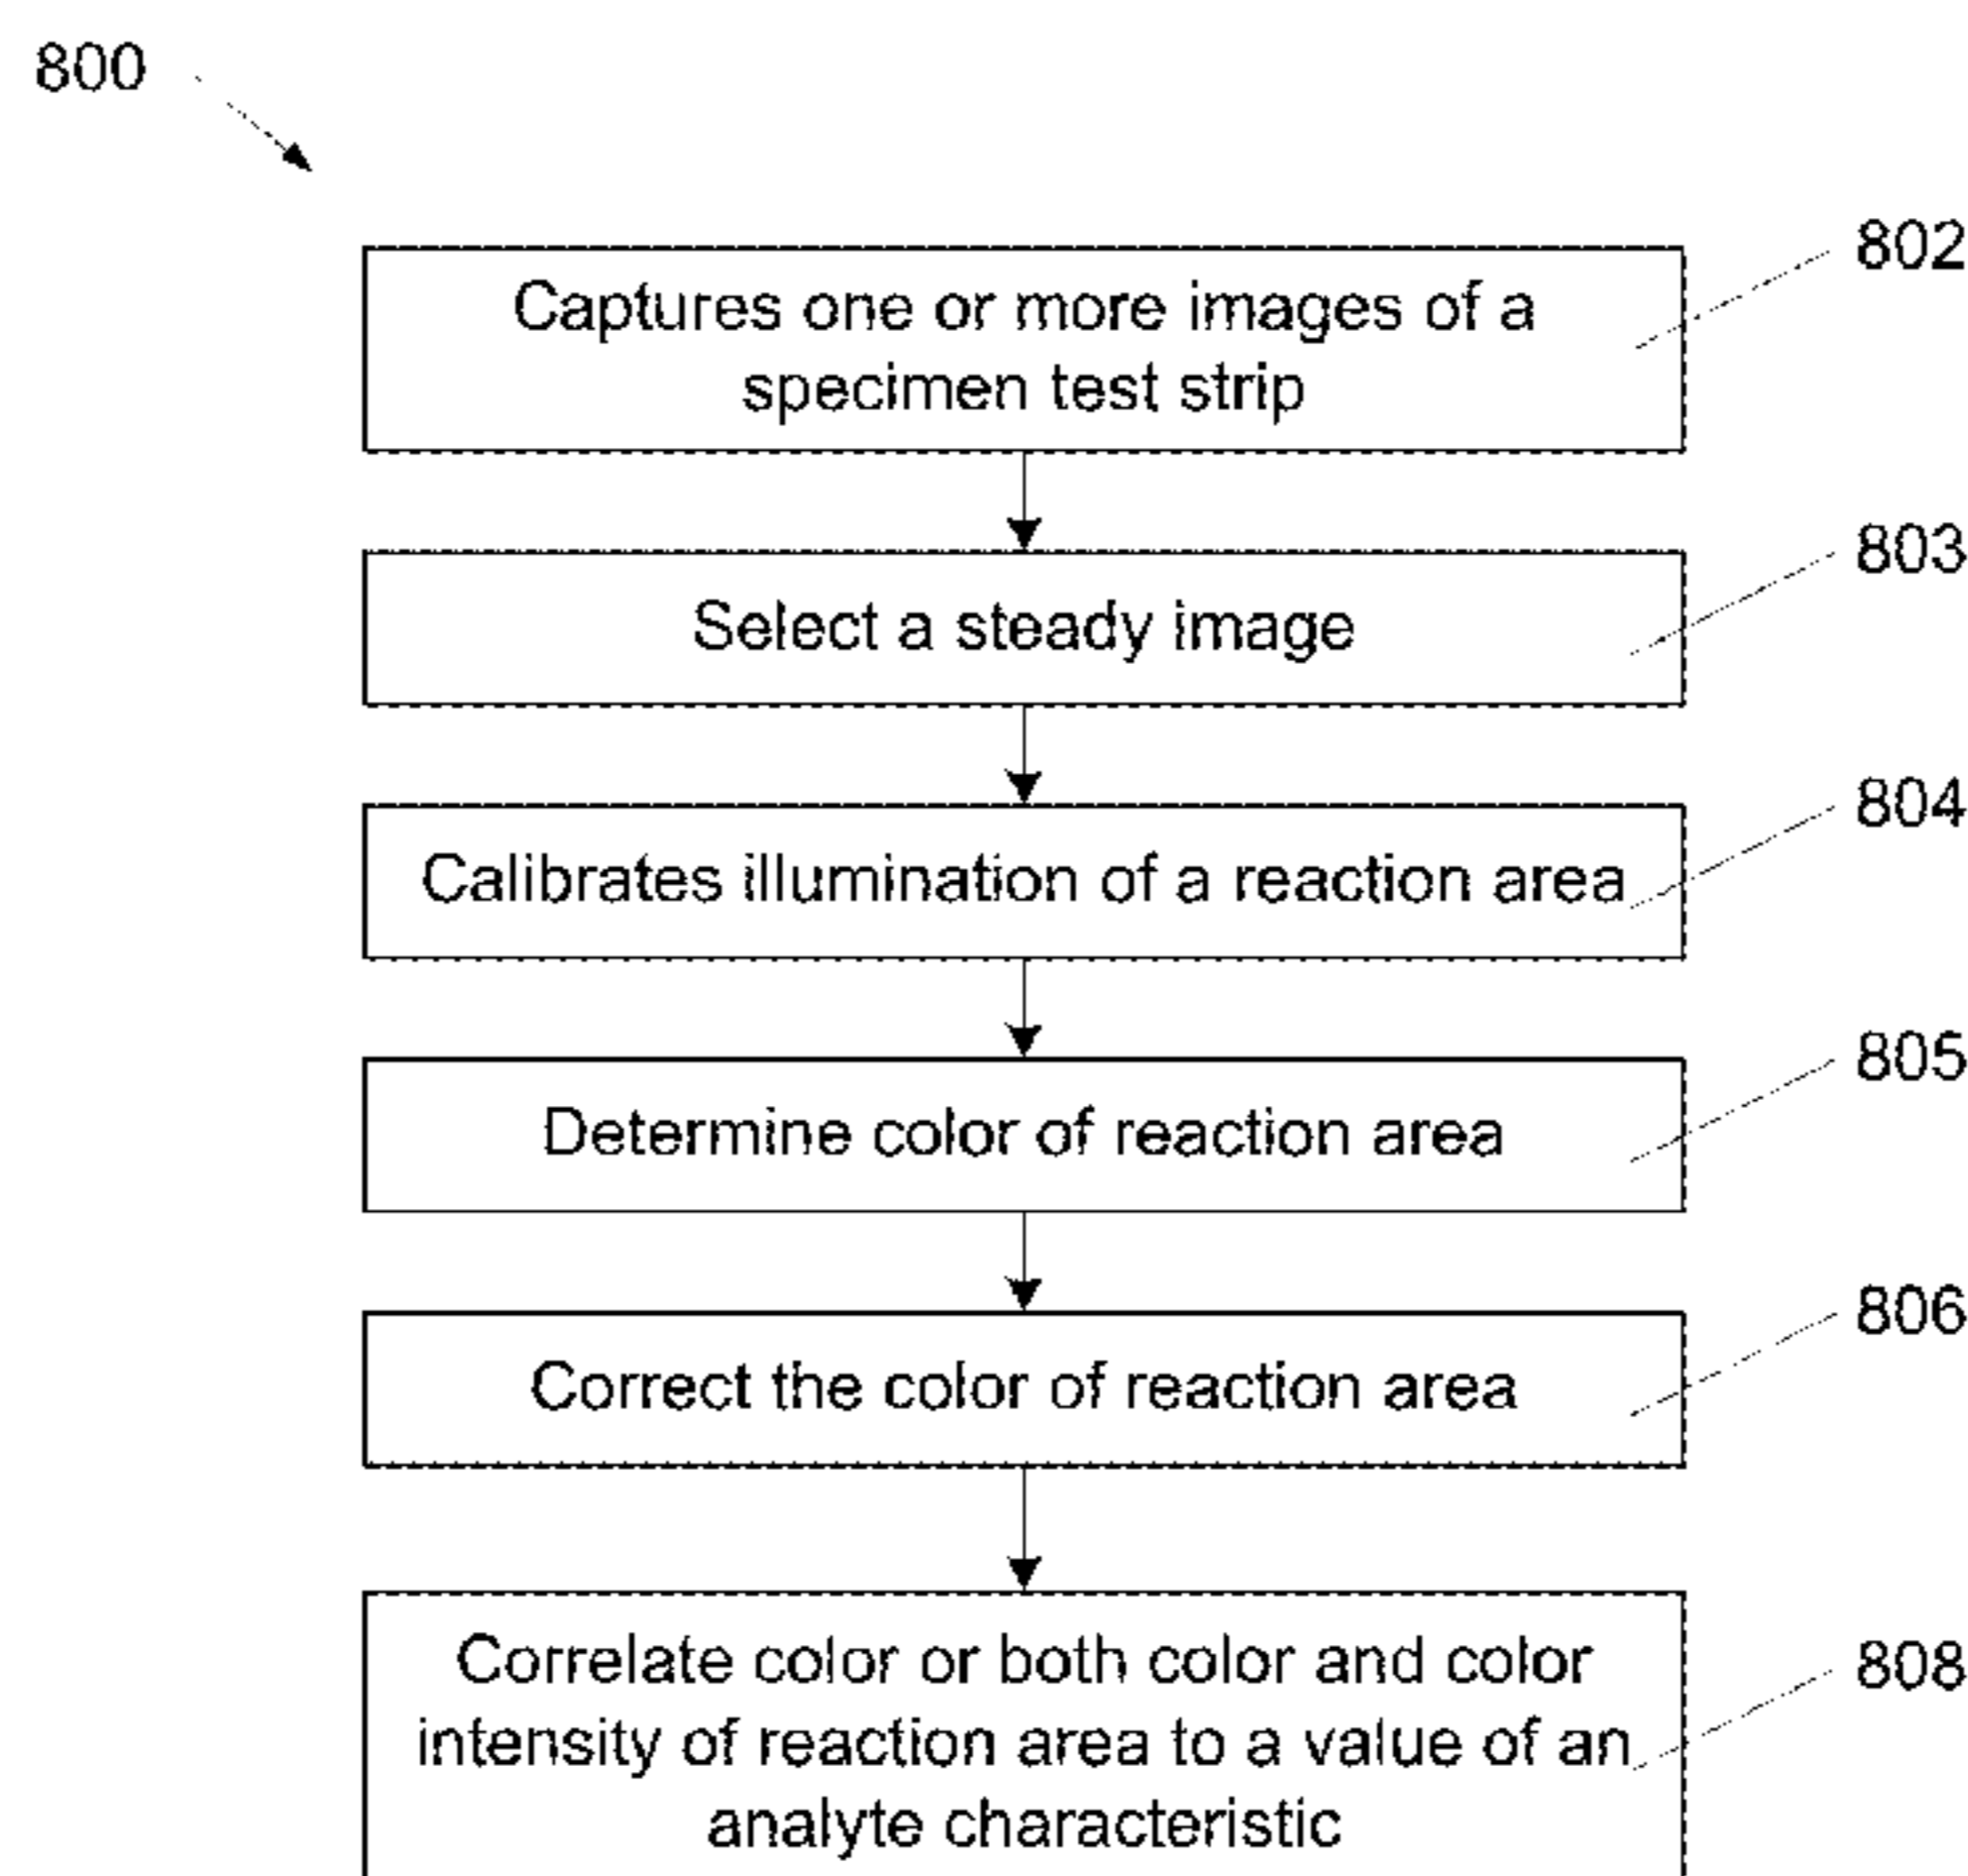 800
802
Captures one or more images of a
specimen test strip
803
Select a steady image
804
Calibrates illumination of a reaction area
805
Determine color of reaction area
806
Correct the color of reaction area
808
Correlate color or both color and color
intensity of reaction area to a value of an
analyte characteristic